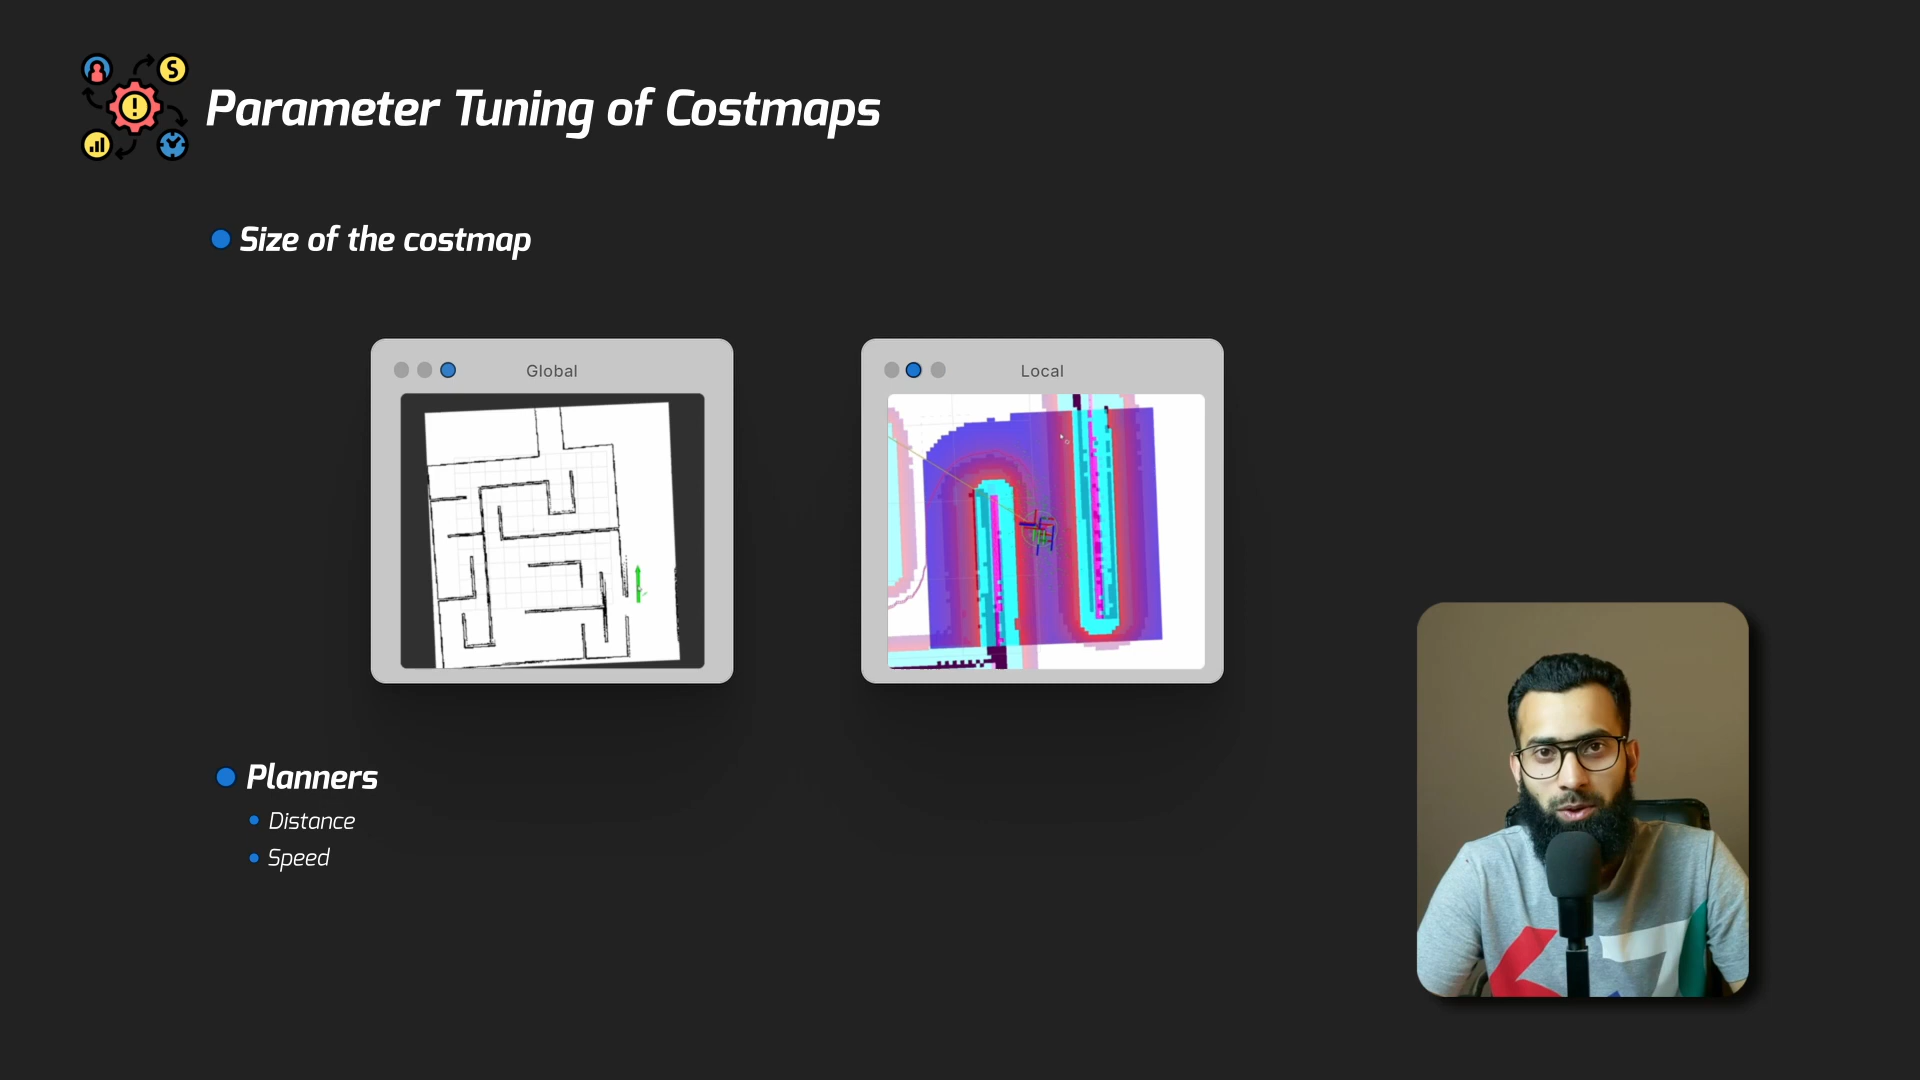 Parameter Tuning of Costmaps
Size of the costmap
Global
Local
Planners
Distance
Speed